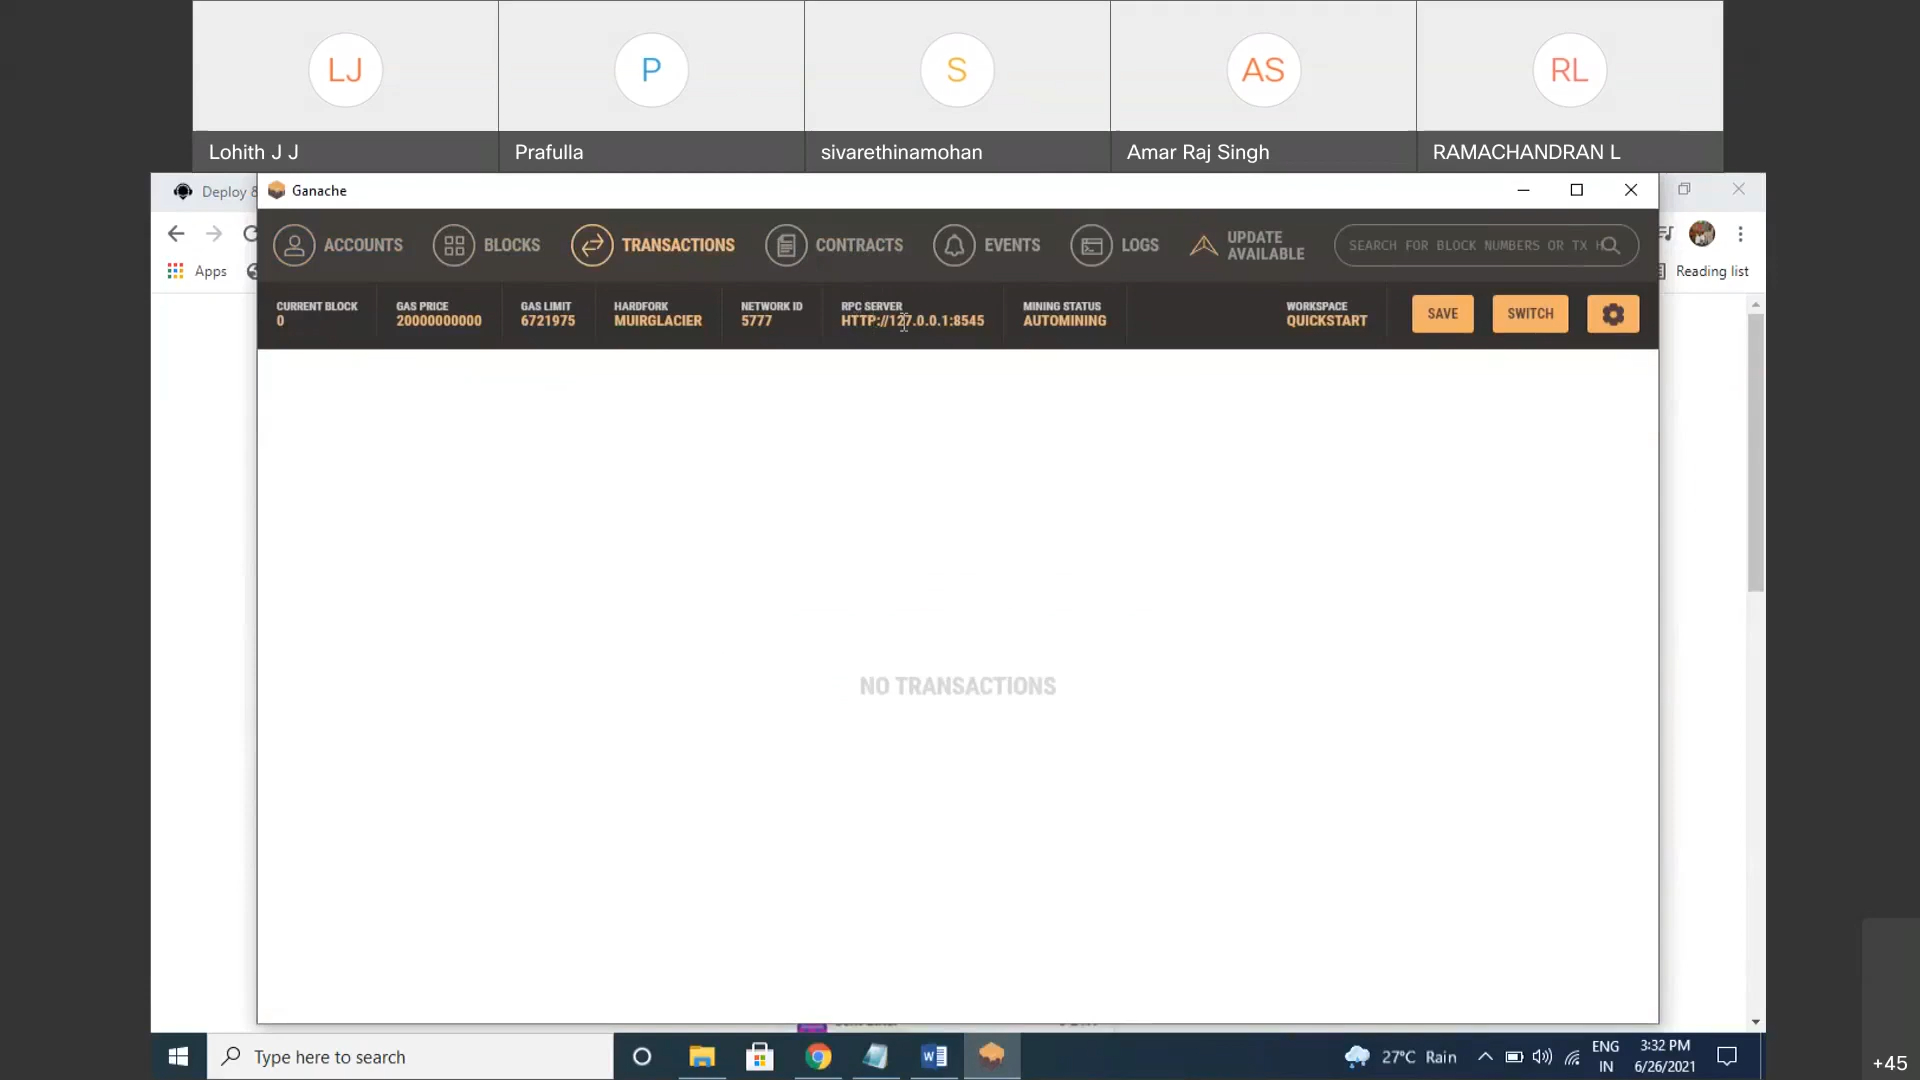 LJ
P
S
AS
RL
Lohith J J
Prafulla
sivarethinamohan
Amar Raj Singh
RAMACHANDRAN L
Deploy &
Ganache
Apps
Reading list
ACCOUNTS
BLOCKS
TRANSACTIONS
CONTRACTS
EVENTS
LOGS
UPDATE
AVAILABLE
SEARCH FOR BLOCK NUMBERS OR TX H
CURRENT BLOCK
0
GAS PRICE
20000000000
GAS LIMIT
6721975
HARDFORK
MUIRGLACIER
NETWORK ID
5777
RPC SERVER
HTTP://127.0.0.1:8545
MINING STATUS
AUTOMINING
WORKSPACE
QUICKSTART
SAVE
SWITCH
NO TRANSACTIONS
Type here to search
27°C Rain
ENG
IN
3:32 PM
6/26/2021
+45